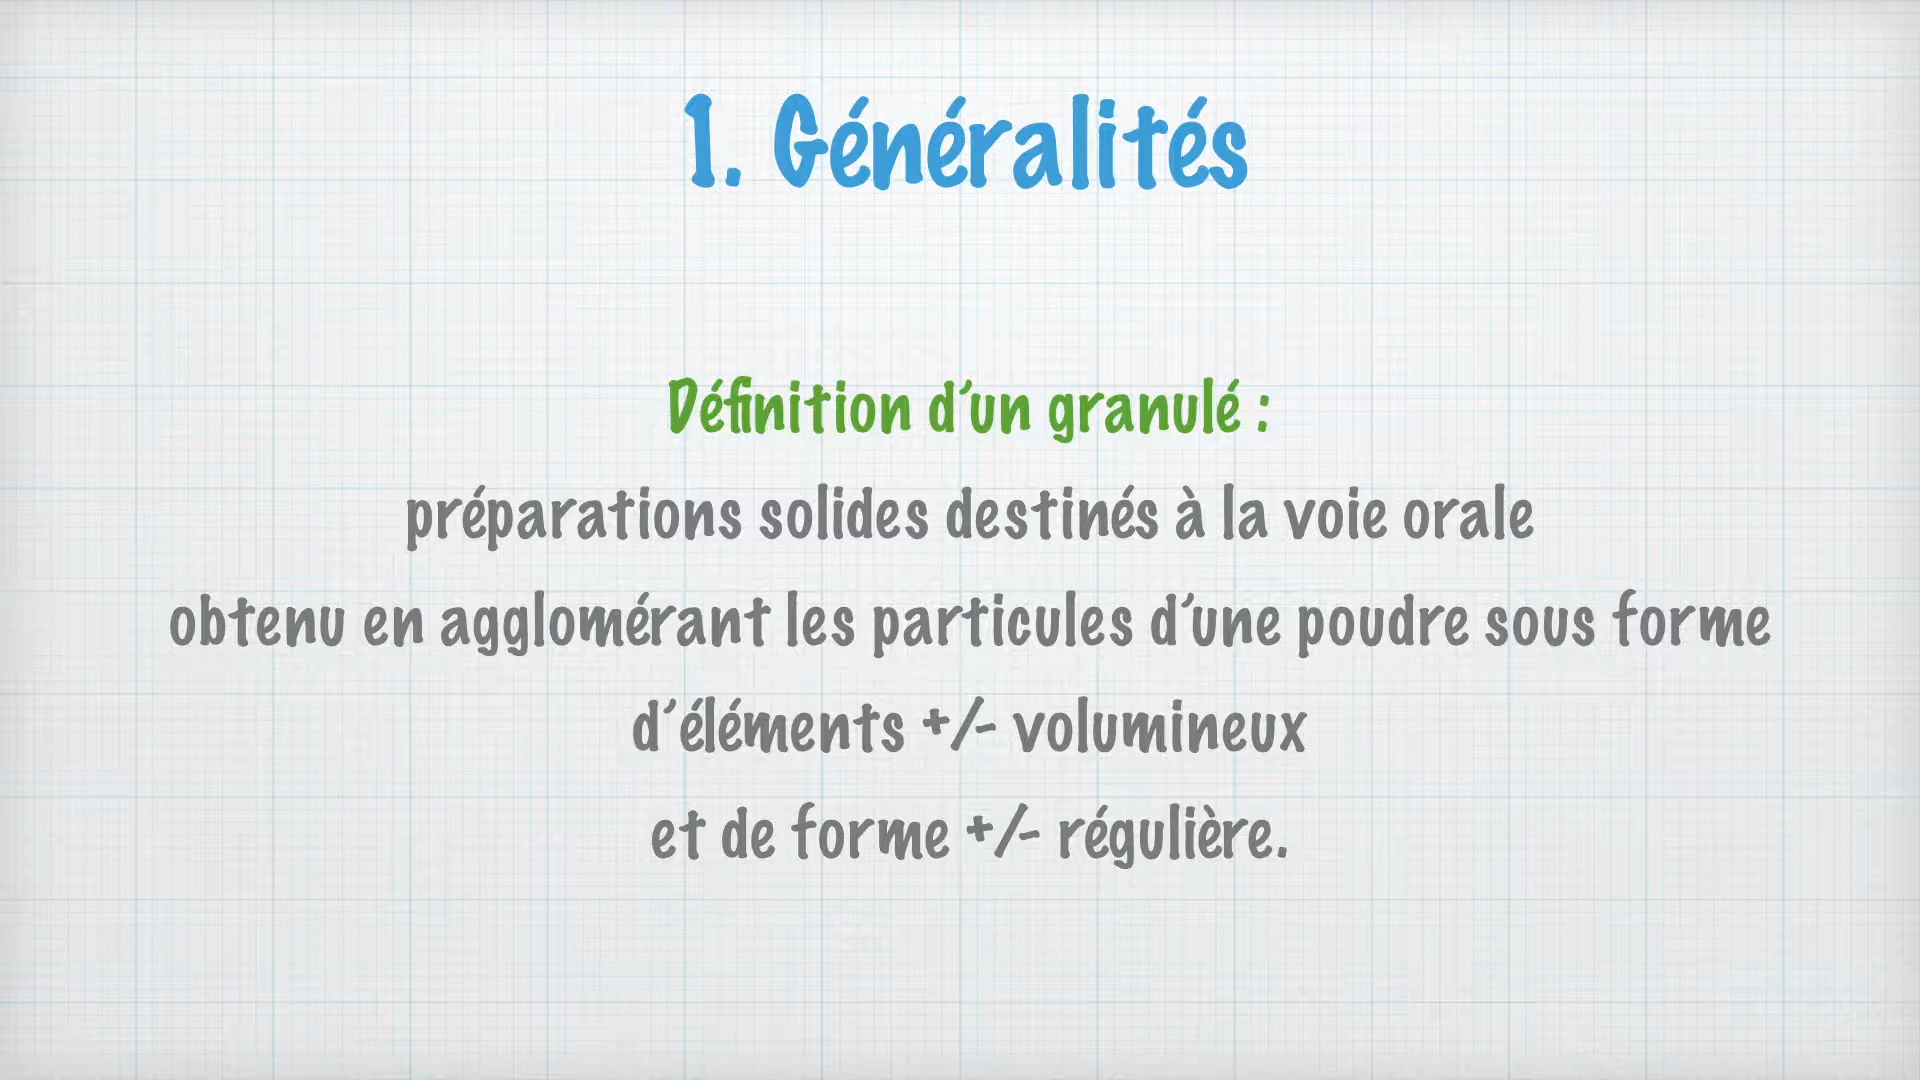 1. Généralités
Définition d'un granulé :
préparations solides destinés à la voie orale
obtenu en agglomérant les particules d'une poudre sous forme
d'éléments +/- volumineux
et de forme +/- régulière.